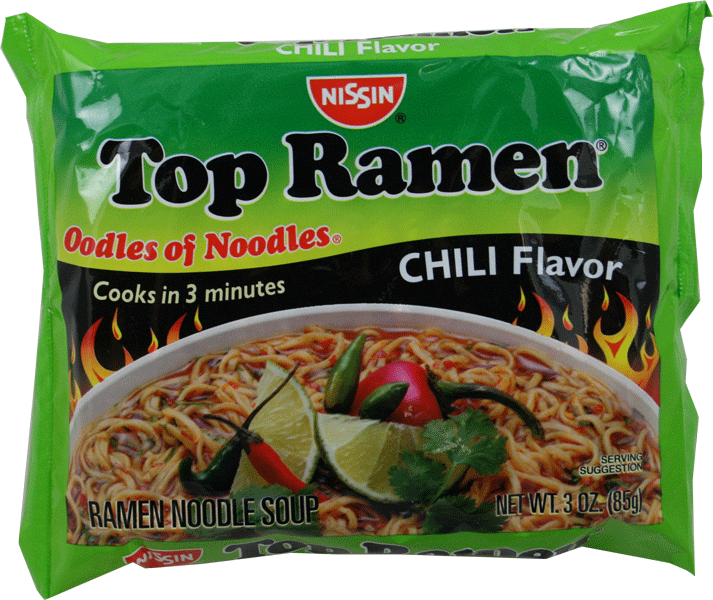 CHILI Flavor
NISSIN®
Top Ramen®
Oodles of Noodles®
CHILI Flavor
Cooks in 3 minutes
SERVING
SUGGESTION
RAMEN NOODLE SOUP
NET WT. 3 OZ. (85g)
NISSIN
Top Ramen